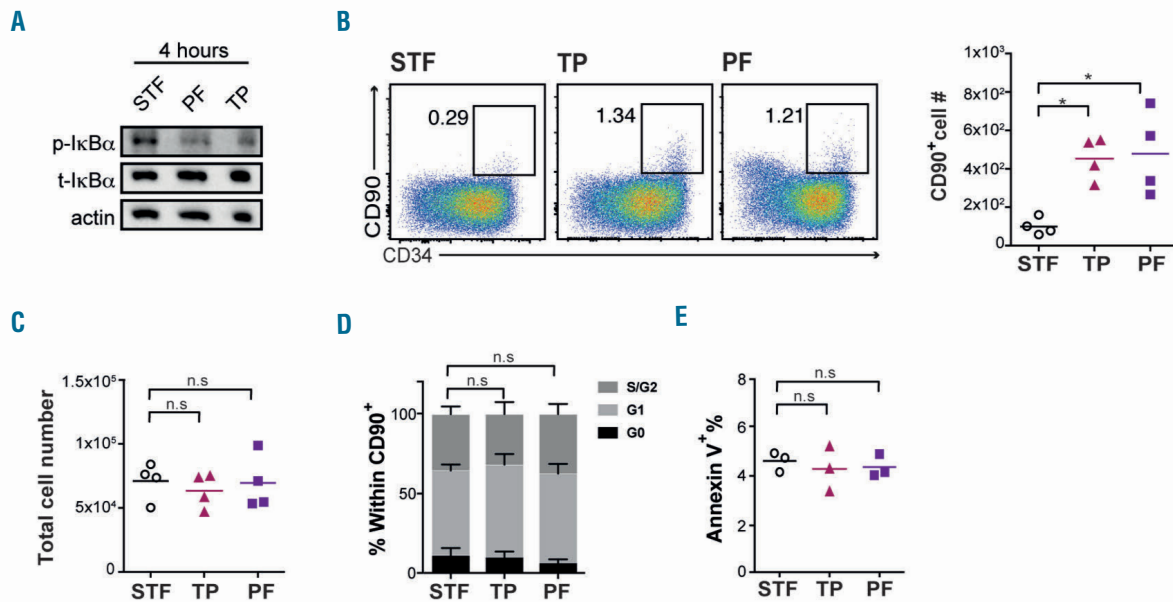 A
4 hours
STF PF TP
p-IκBα
t-IκBα
actin
B
STF TP PF
0.29 1.34 1.21
CD90
CD34
CD90⁺cell #
1x10³
8x10²
6x10²
4x10²
2x10²
0
*
*
STF TP PF
C
Total cell number
1.5x10⁵
1x10⁵
5x10⁴
0
n.s
n.s
STF TP PF
D
% Within CD90⁺
100
50
0
n.s
n.s
S/G2
G1
G0
STF TP PF
E
Annexin V⁺%
8
6
4
2
0
n.s
n.s
STF TP PF